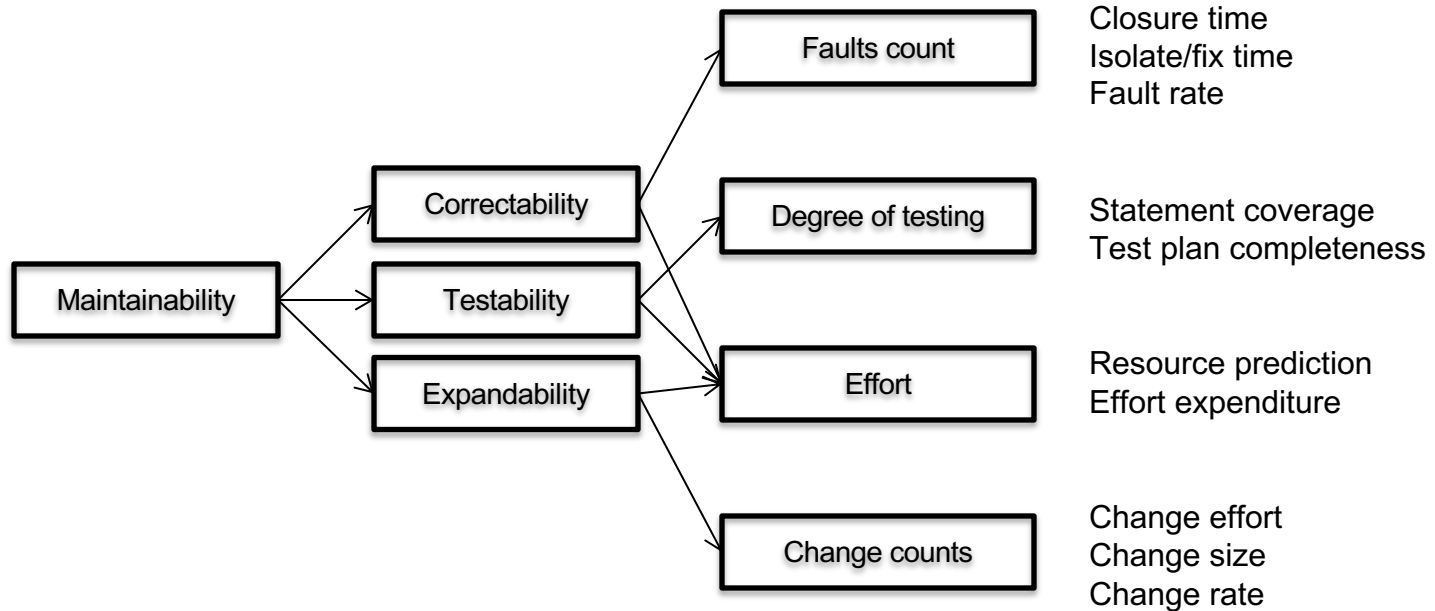 Closure time
Faults count
Isolate/fix time
Fault rate
Correctability
Degree of testing
Statement coverage
Test plan completeness
Maintainability
Testability
Expandability
Effort
Resource prediction
Effort expenditure
Change counts
Change effort
Change size
Change rate